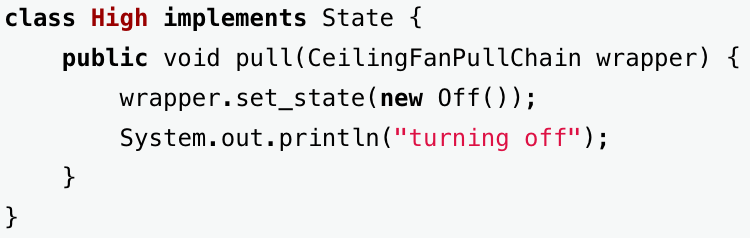 class High implements State {
    public void pull(CeilingFanPullChain wrapper) {
        wrapper.set_state(new Off());
        System.out.println("turning off");
    }
}